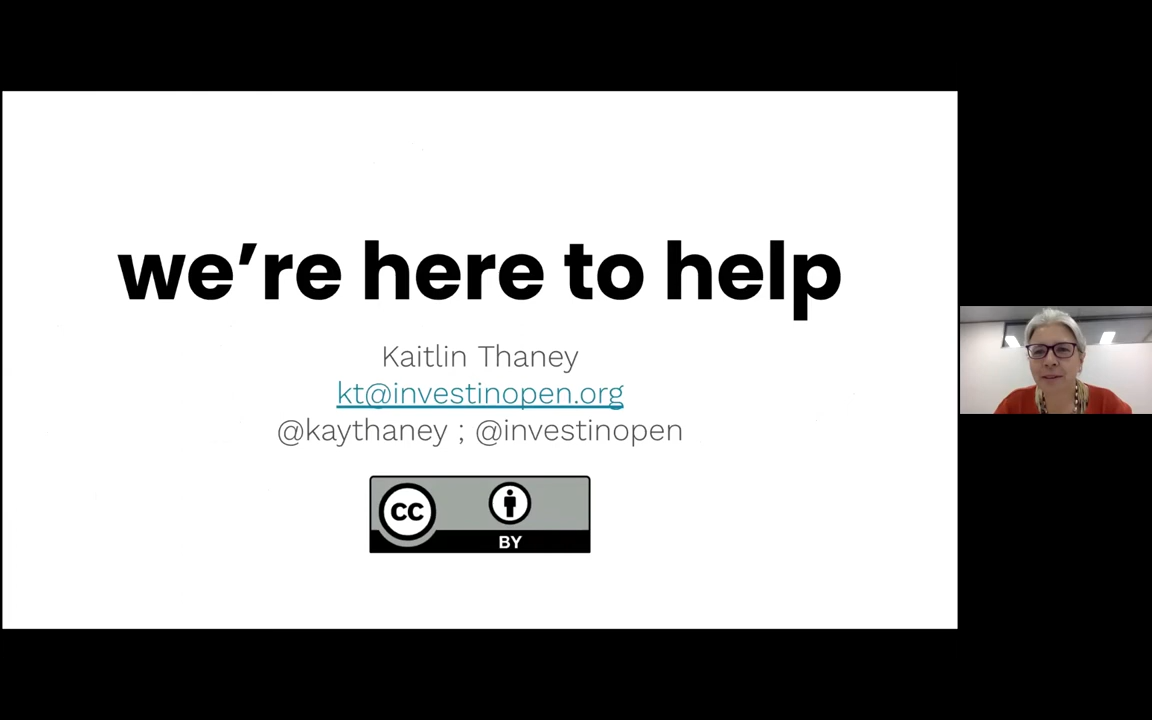 we’re here to help
Kaitlin Thaney
kt@investinopen.org
@kaythaney ; @investinopen
CC
BY